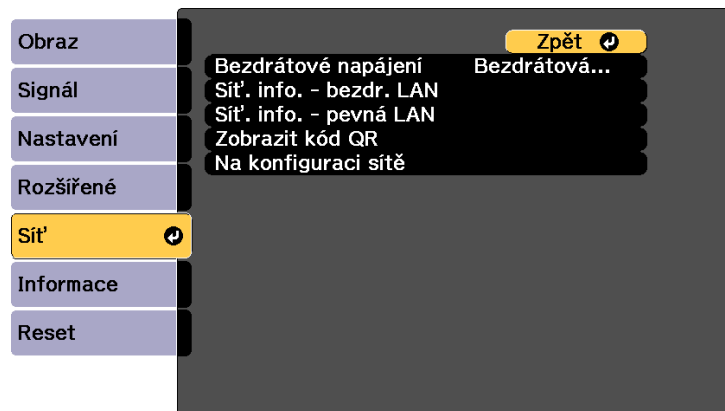 Obraz
Signál
Nastavení
Rozšířené
Síť
Informace
Reset
Zpět
Bezdrátové napájení Bezdrátová...
Síť. info. - bezdr. LAN
Síť. info. - pevná LAN
Zobrazit kód QR
Na konfiguraci sítě